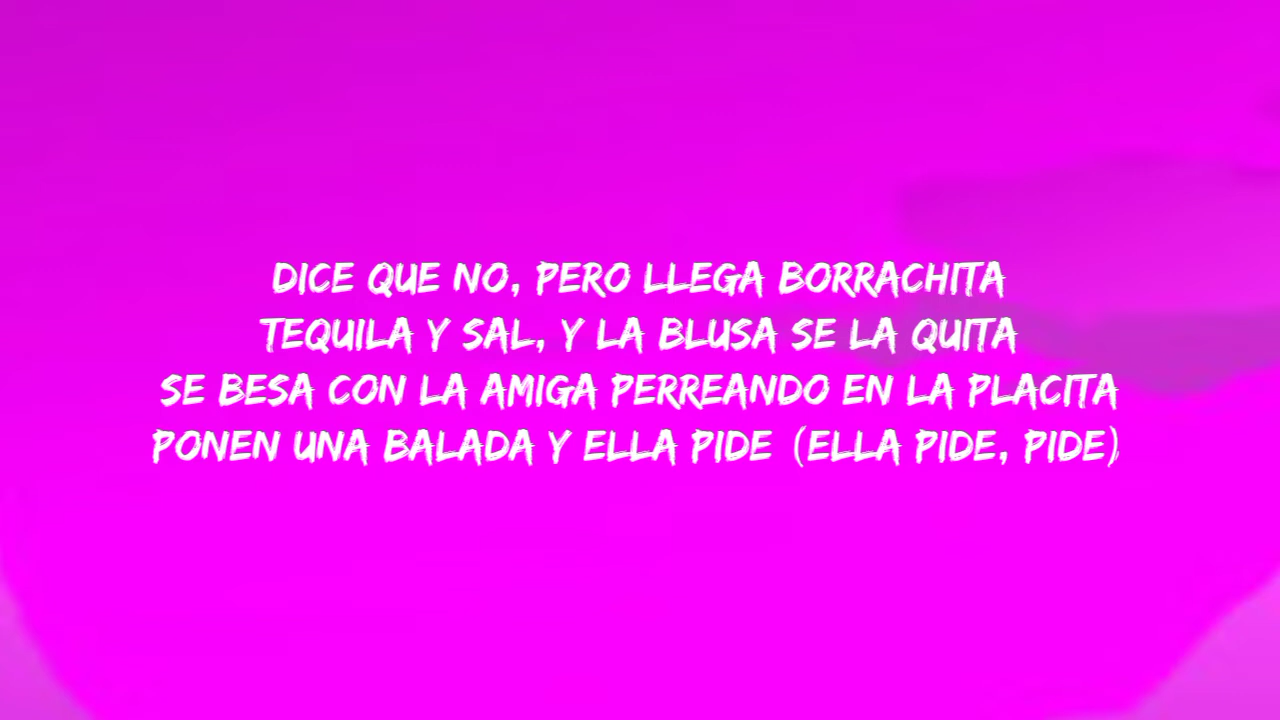 DICE QUE NO, PERO LLEGA BORRACHITA
TEQUILA Y SAL, Y LA BLUSA SE LA QUITA
SE BESA CON LA AMIGA PERREANDO EN LA PLACITA
PONEN UNA BALADA Y ELLA PIDE (ELLA PIDE, PIDE)